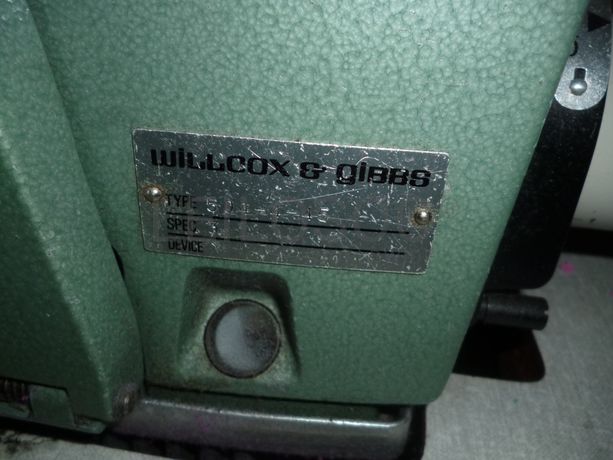 WILLCOX & GIBBS
TYPE
SPEC
DEVICE